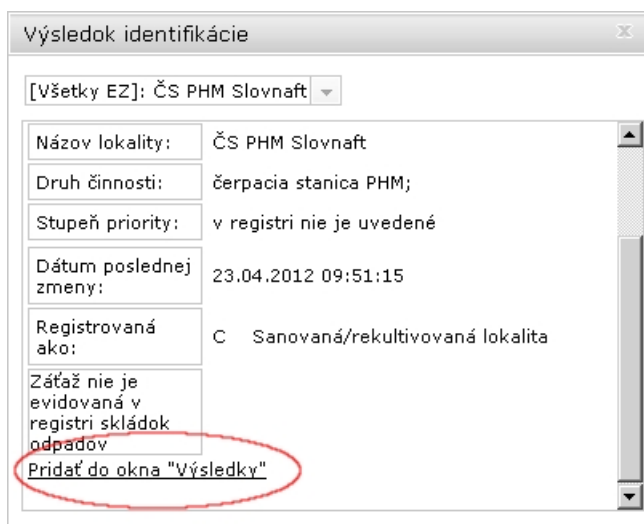 Výsledok identifikácie
[Všetky EZ]: ČS PHM Slovnaft
Názov lokality: ČS PHM Slovnaft
Druh činnosti: čerpacia stanica PHM;
Stupeň priority: v registri nie je uvedené
Dátum poslednej
zmeny: 23.04.2012 09:51:15
Registrovaná
ako: C Sanovaná/rekultivovaná lokalita
Záťaž nie je
evidovaná v
registri skládok
odpadov
Pridať do okna "Výsledky"